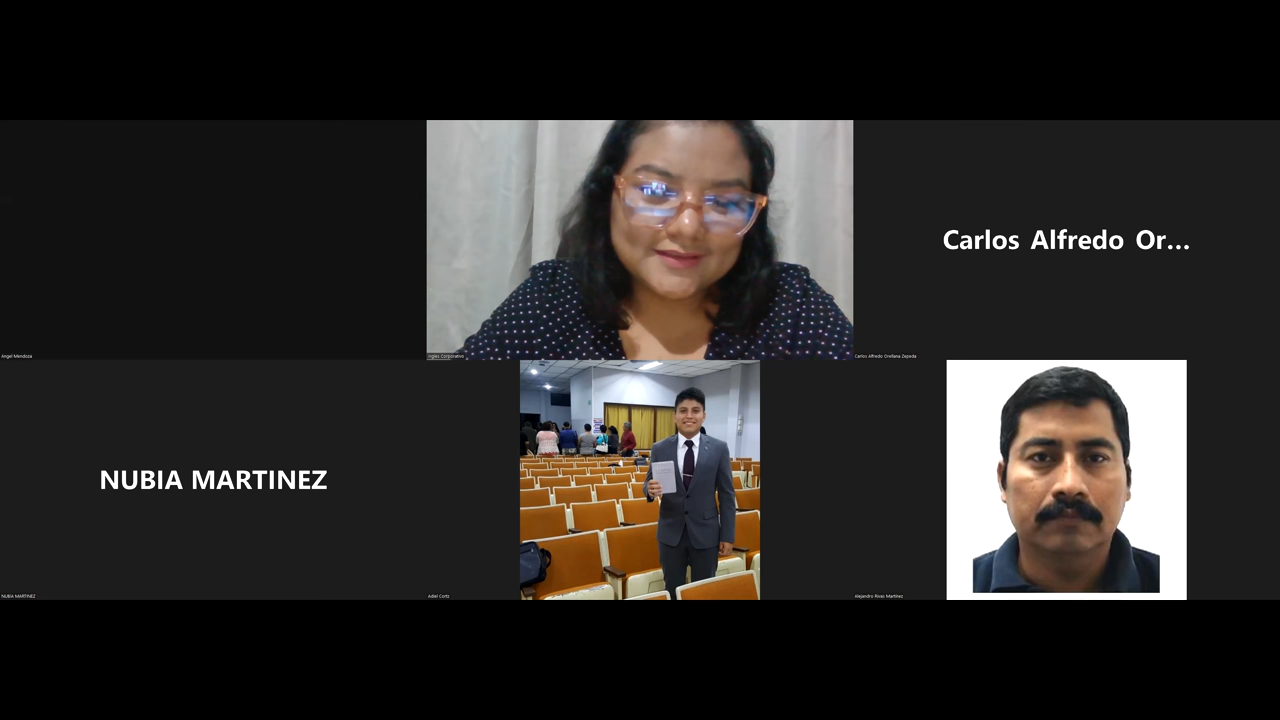 Carlos Alfredo Or...
Angel Mendoza
Inglés Corporativo
Carlos Alfredo Orellana Zepeda
NUBIA MARTINEZ
NUBIA MARTINEZ
Adiel Cortz
Alejandro Rivas Martinez